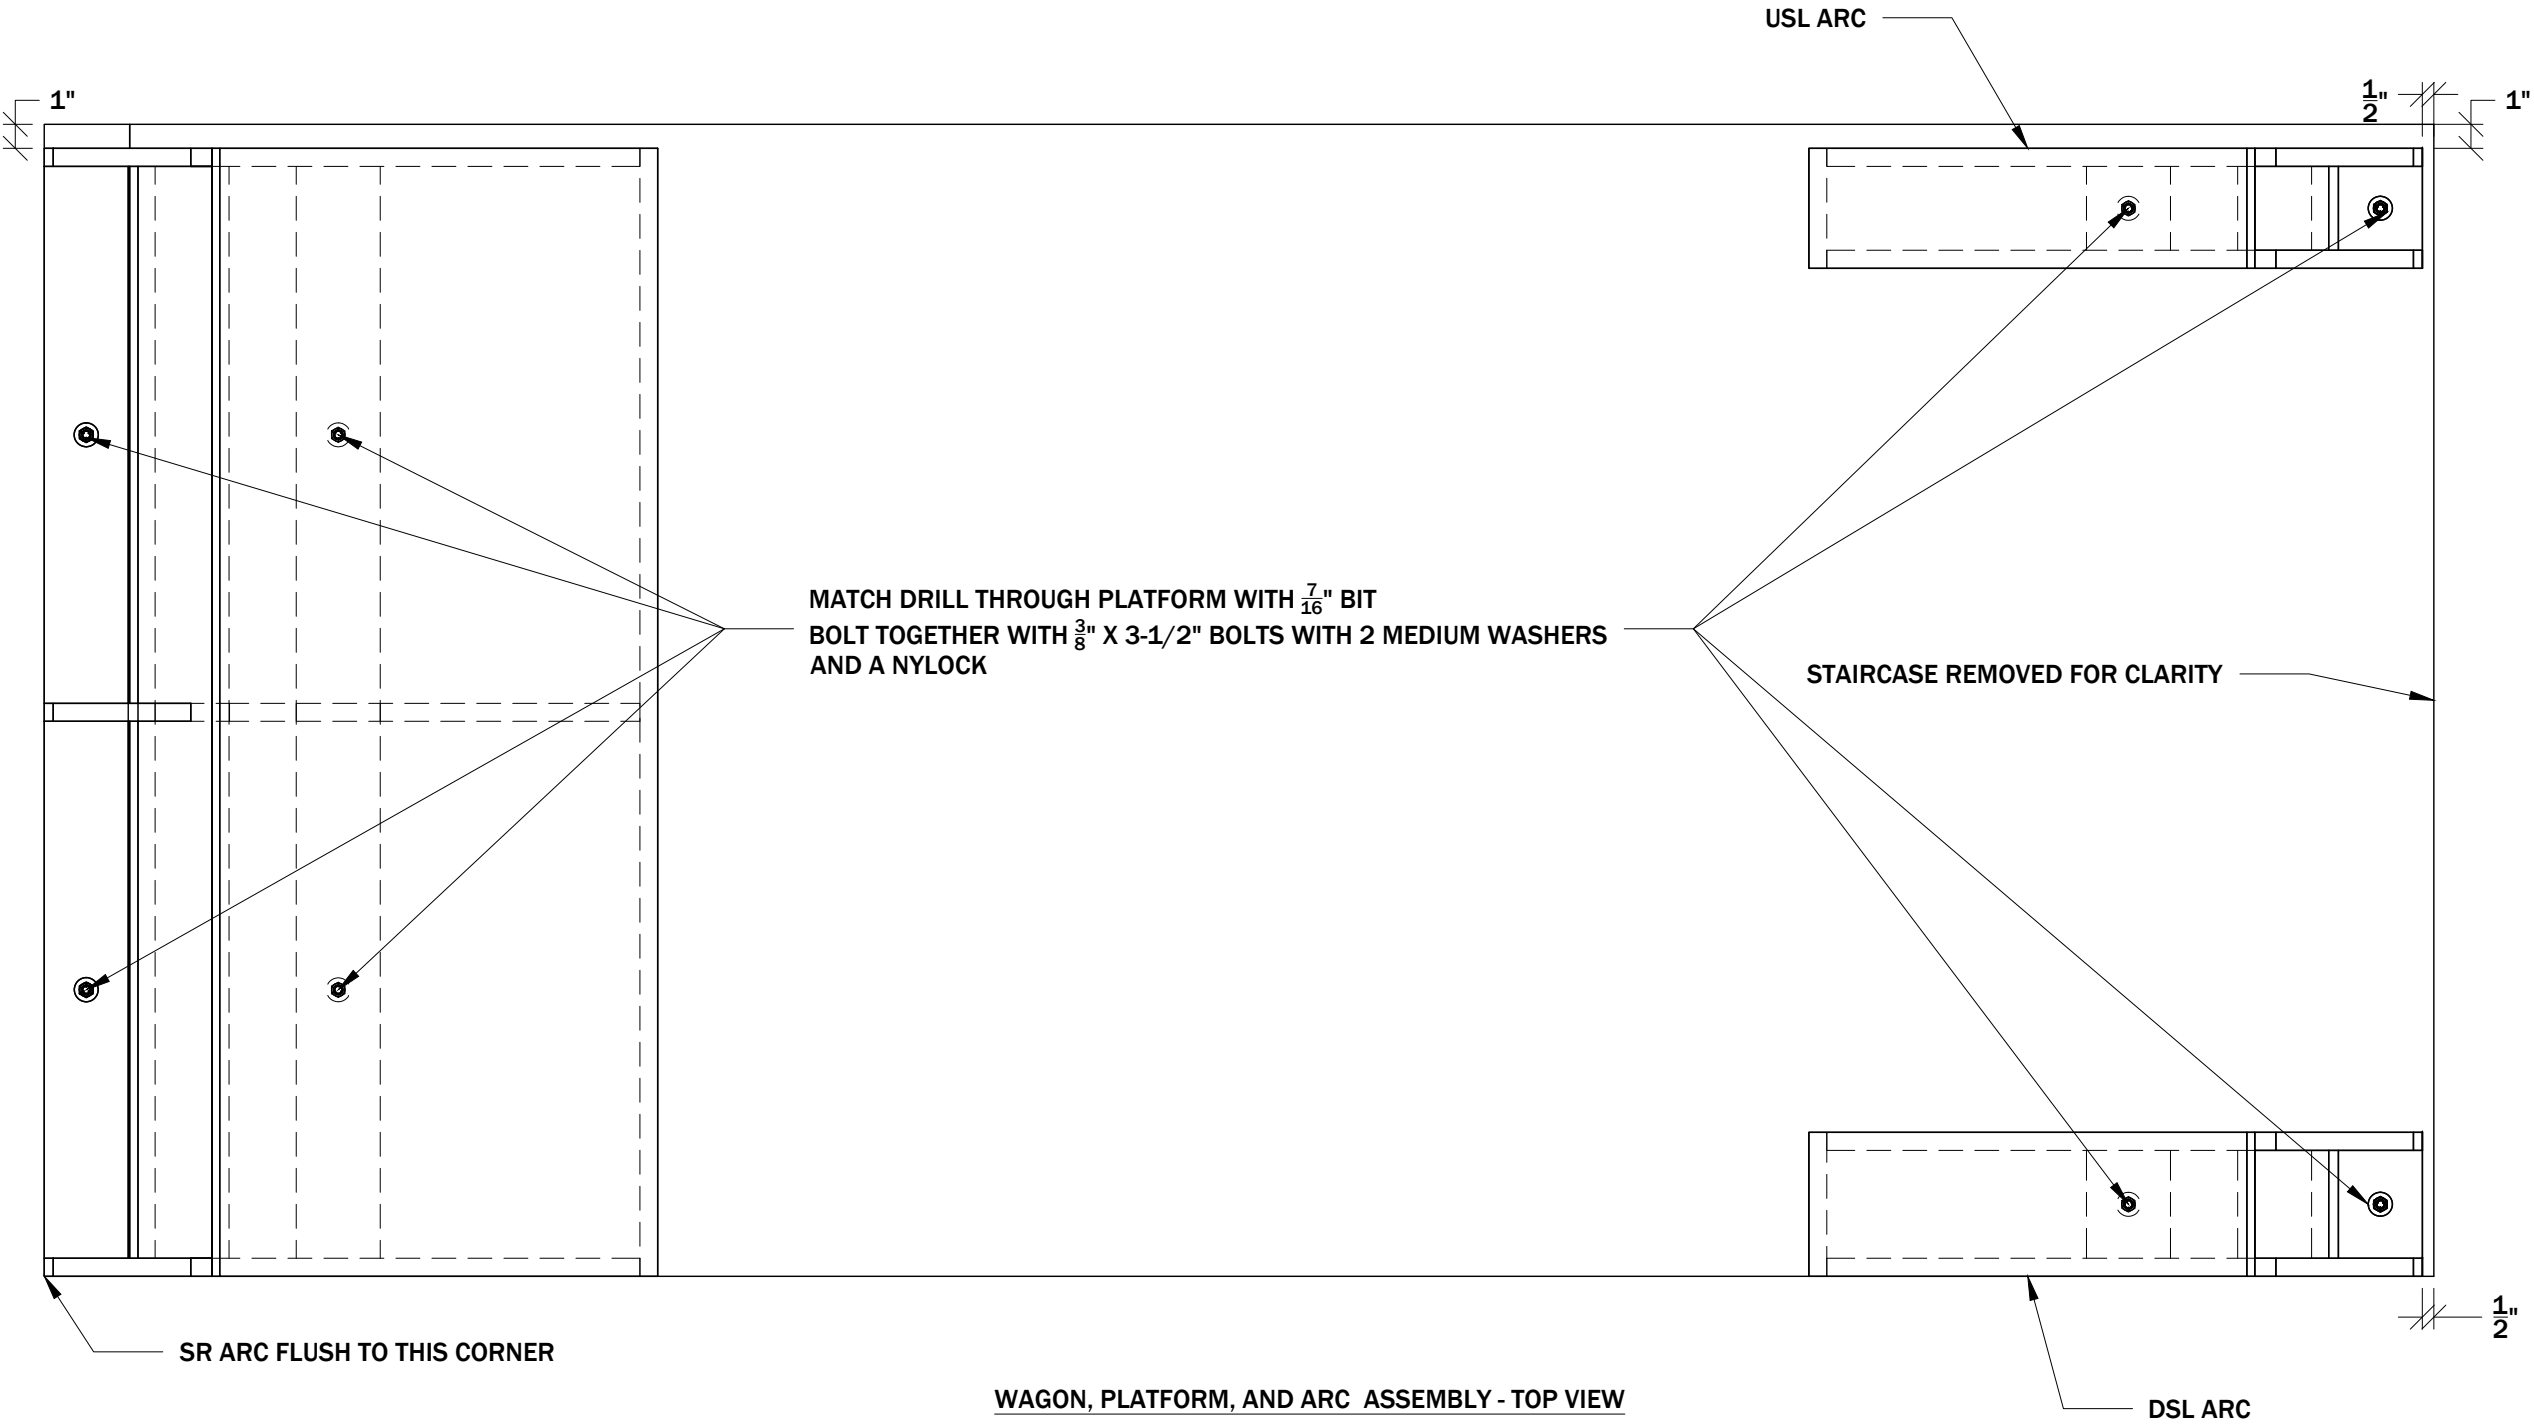 USL ARC
1"
1/2"
1"
MATCH DRILL THROUGH PLATFORM WITH 7/16" BIT
BOLT TOGETHER WITH 3/8" X 3-1/2" BOLTS WITH 2 MEDIUM WASHERS
AND A NYLOCK
STAIRCASE REMOVED FOR CLARITY
1/2"
SR ARC FLUSH TO THIS CORNER
WAGON, PLATFORM, AND ARC ASSEMBLY - TOP VIEW
DSL ARC